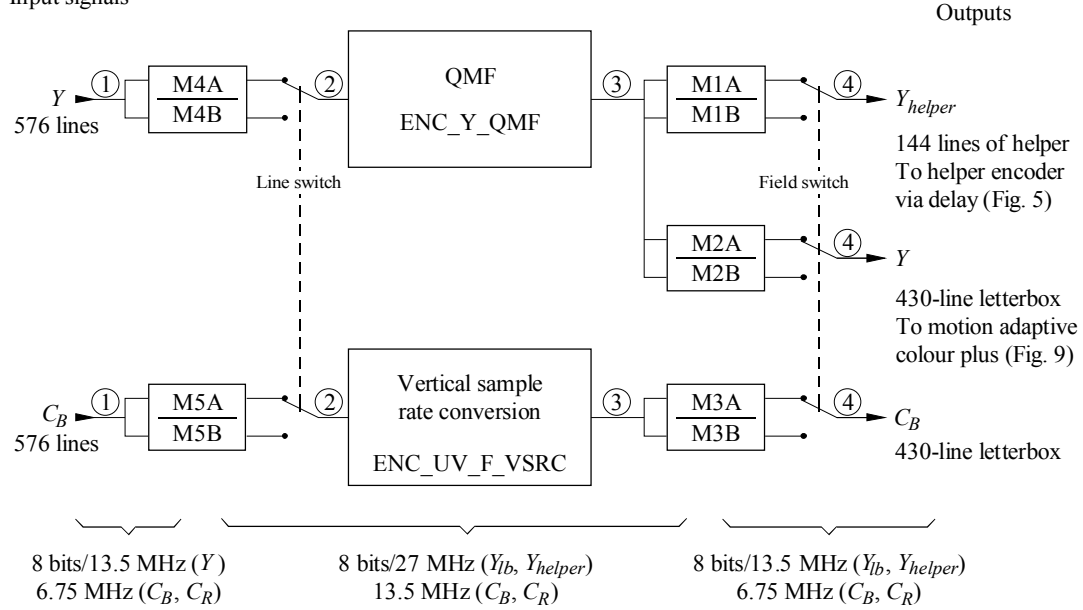 Input signals
Outputs
1
M4A
M4B
2
QMF
ENC_Y_QMF
3
M1A
M1B
4
Y
576 lines
Y_helper
144 lines of helper
To helper encoder
via delay (Fig. 5)
Line switch
Field switch
M2A
M2B
4
Y
430-line letterbox
To motion adaptive
colour plus (Fig. 9)
1
M5A
M5B
2
Vertical sample
rate conversion
ENC_UV_F_VSRC
3
M3A
M3B
4
C_B
576 lines
C_B
430-line letterbox
8 bits/13.5 MHz (Y)
6.75 MHz (C_B, C_R)
8 bits/27 MHz (Y_lb, Y_helper)
13.5 MHz (C_B, C_R)
8 bits/13.5 MHz (Y_lb, Y_helper)
6.75 MHz (C_B, C_R)